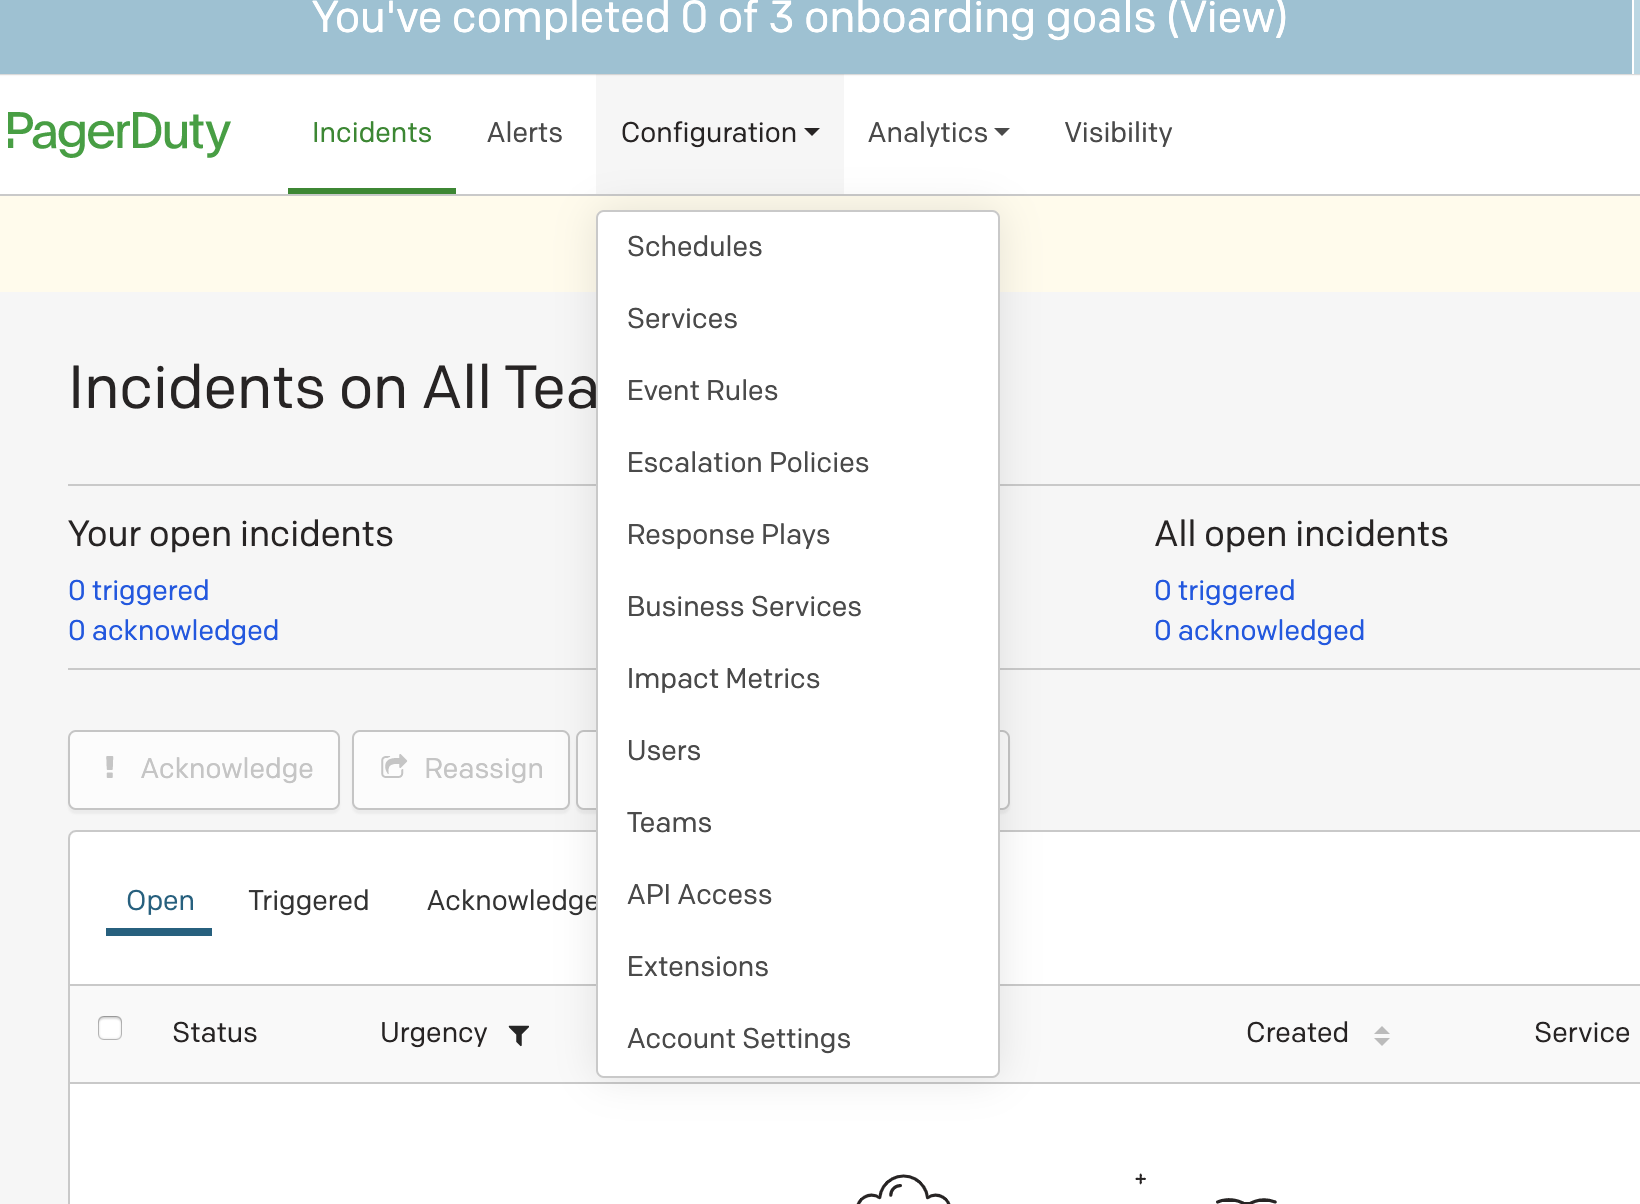 You've completed 0 of 3 onboarding goals (View)
PagerDuty Incidents Alerts Configuration Analytics Visibility
Schedules
Services
Event Rules
Escalation Policies
Response Plays
Business Services
Impact Metrics
Users
Teams
API Access
Extensions
Account Settings
Incidents on All Tea
Your open incidents
0 triggered
0 acknowledged
All open incidents
0 triggered
0 acknowledged
! Acknowledge Reassign
Open Triggered Acknowledge
Status Urgency Created Service